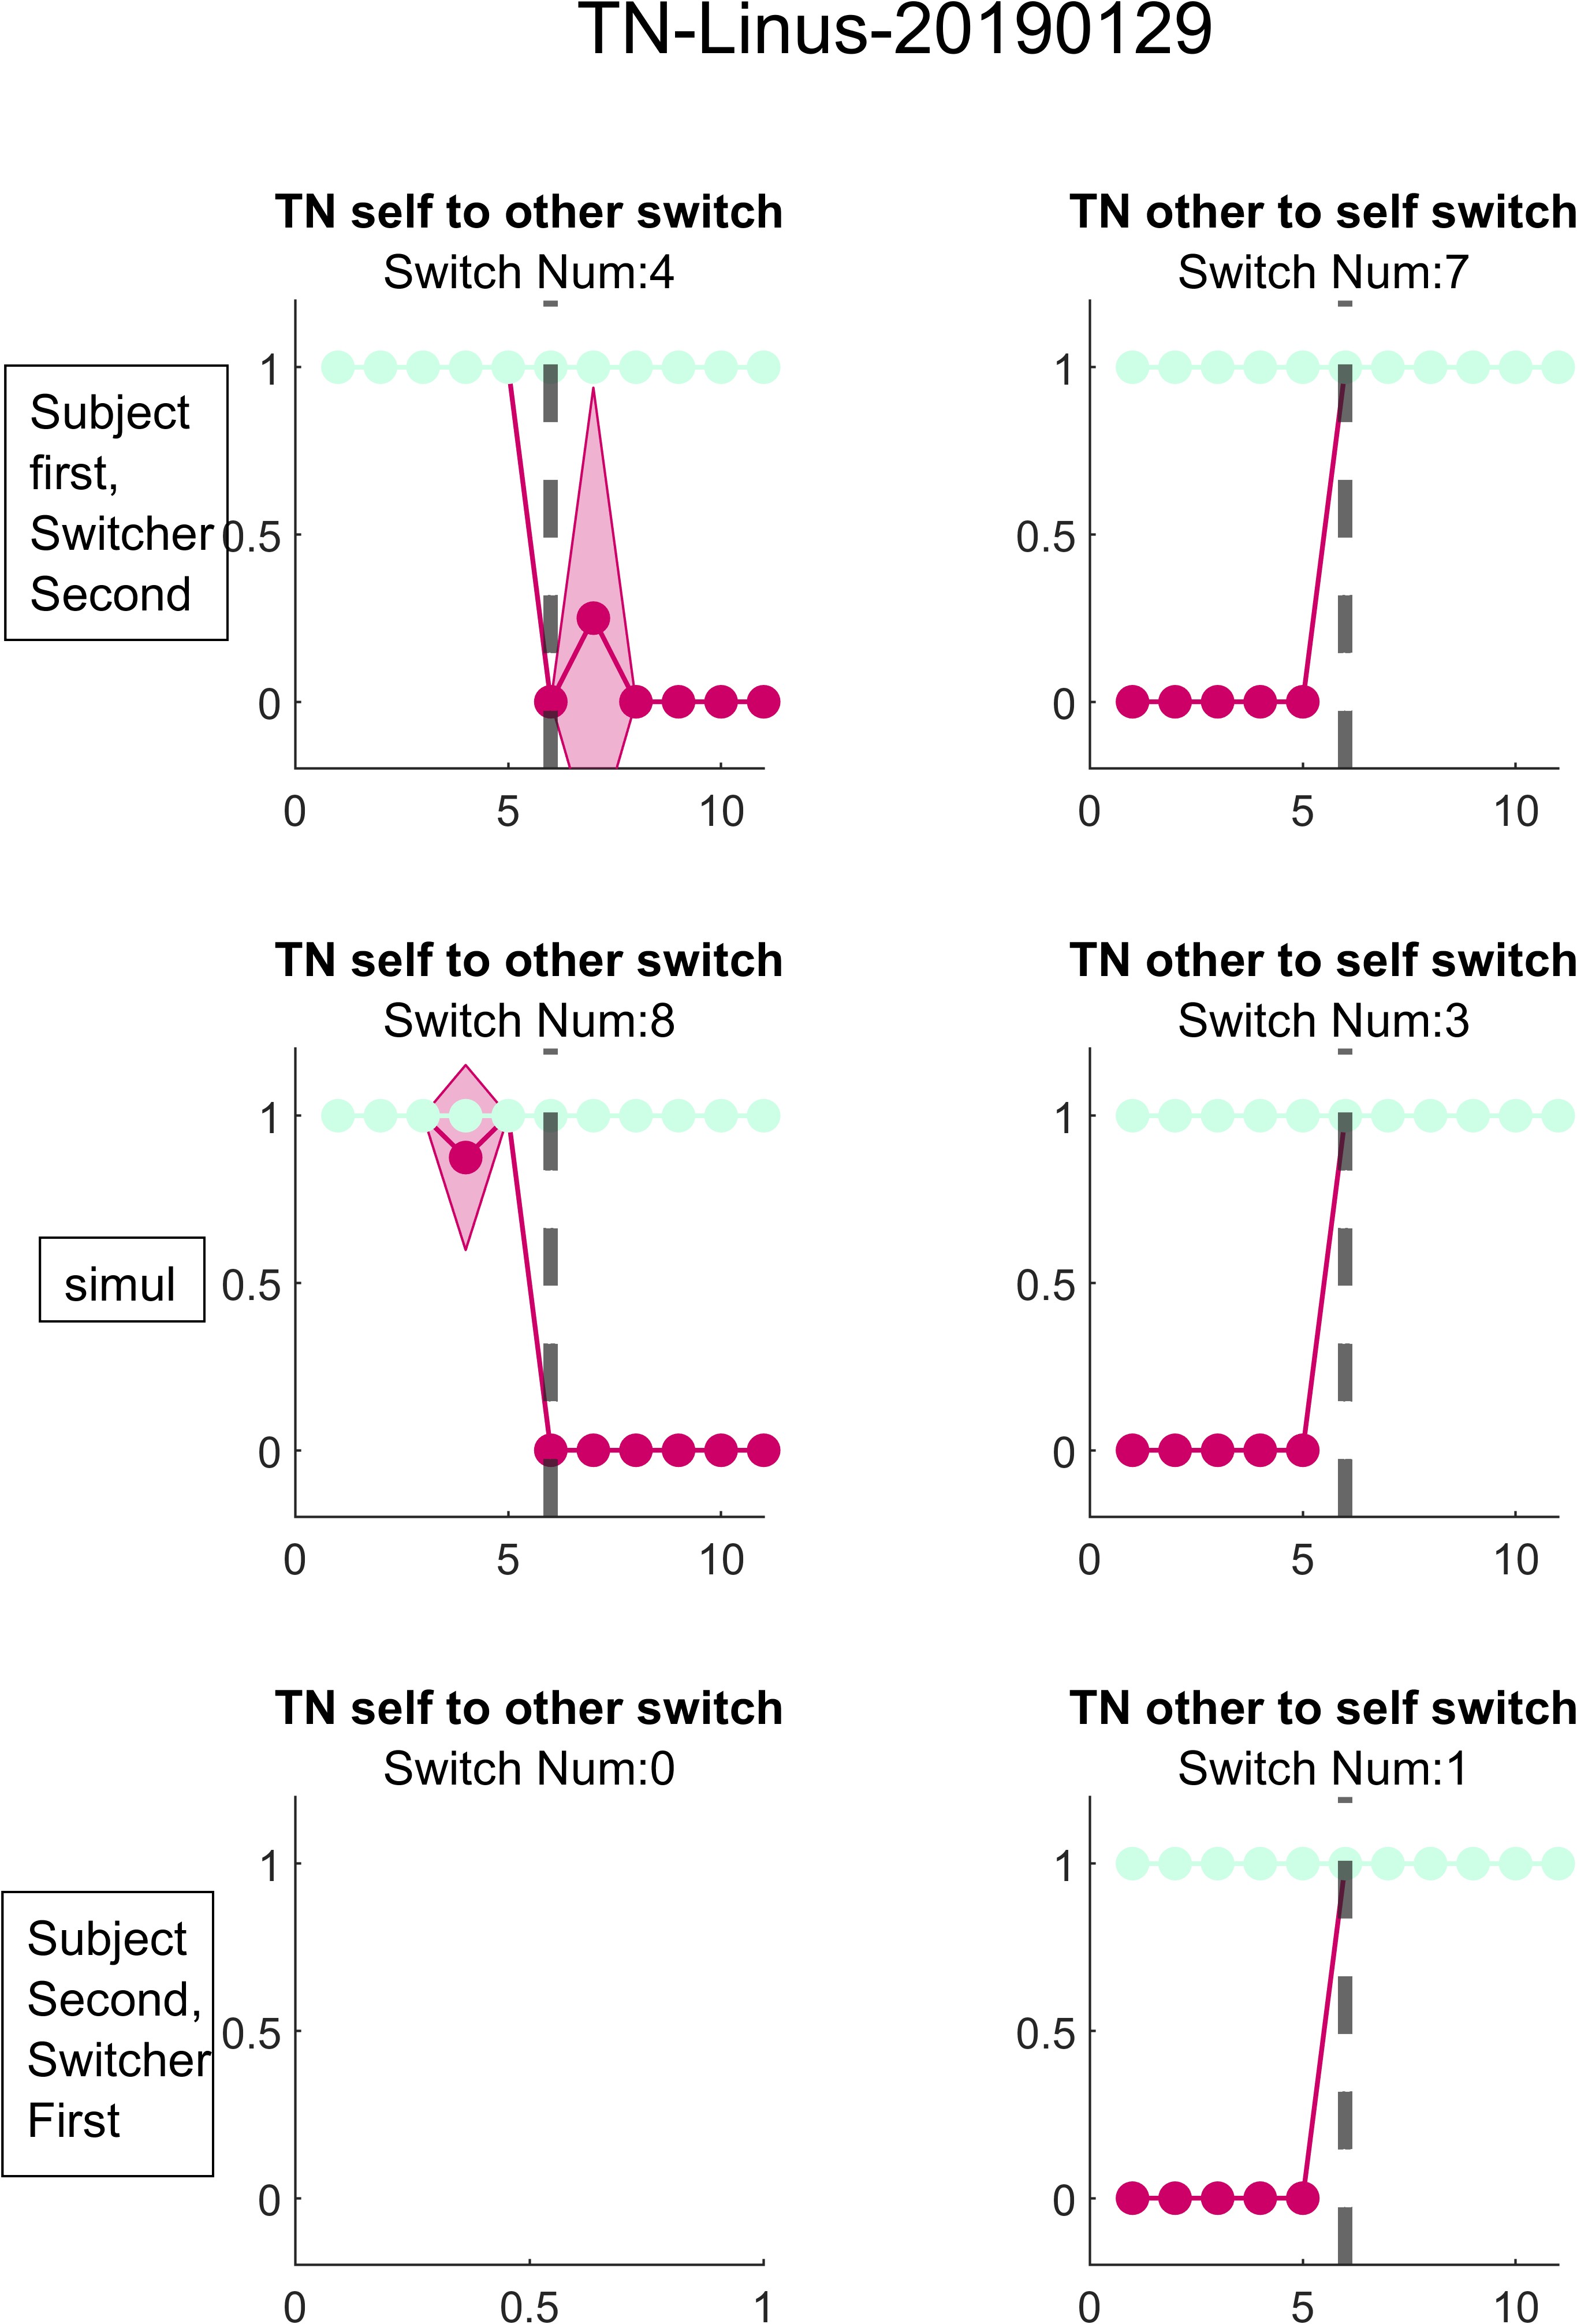 TN-Linus-20190129
TN self to other switch
Switch Num:4
TN other to self switch
Switch Num:7
Subject
first,
Switcher
Second
1
0.5
0
0
5
10
1
0.5
0
0
5
10
TN self to other switch
Switch Num:8
TN other to self switch
Switch Num:3
simul
1
0.5
0
0
5
10
1
0.5
0
0
5
10
TN self to other switch
Switch Num:0
TN other to self switch
Switch Num:1
Subject
Second,
Switcher
First
1
0.5
0
0
0.5
1
1
0.5
0
0
5
10